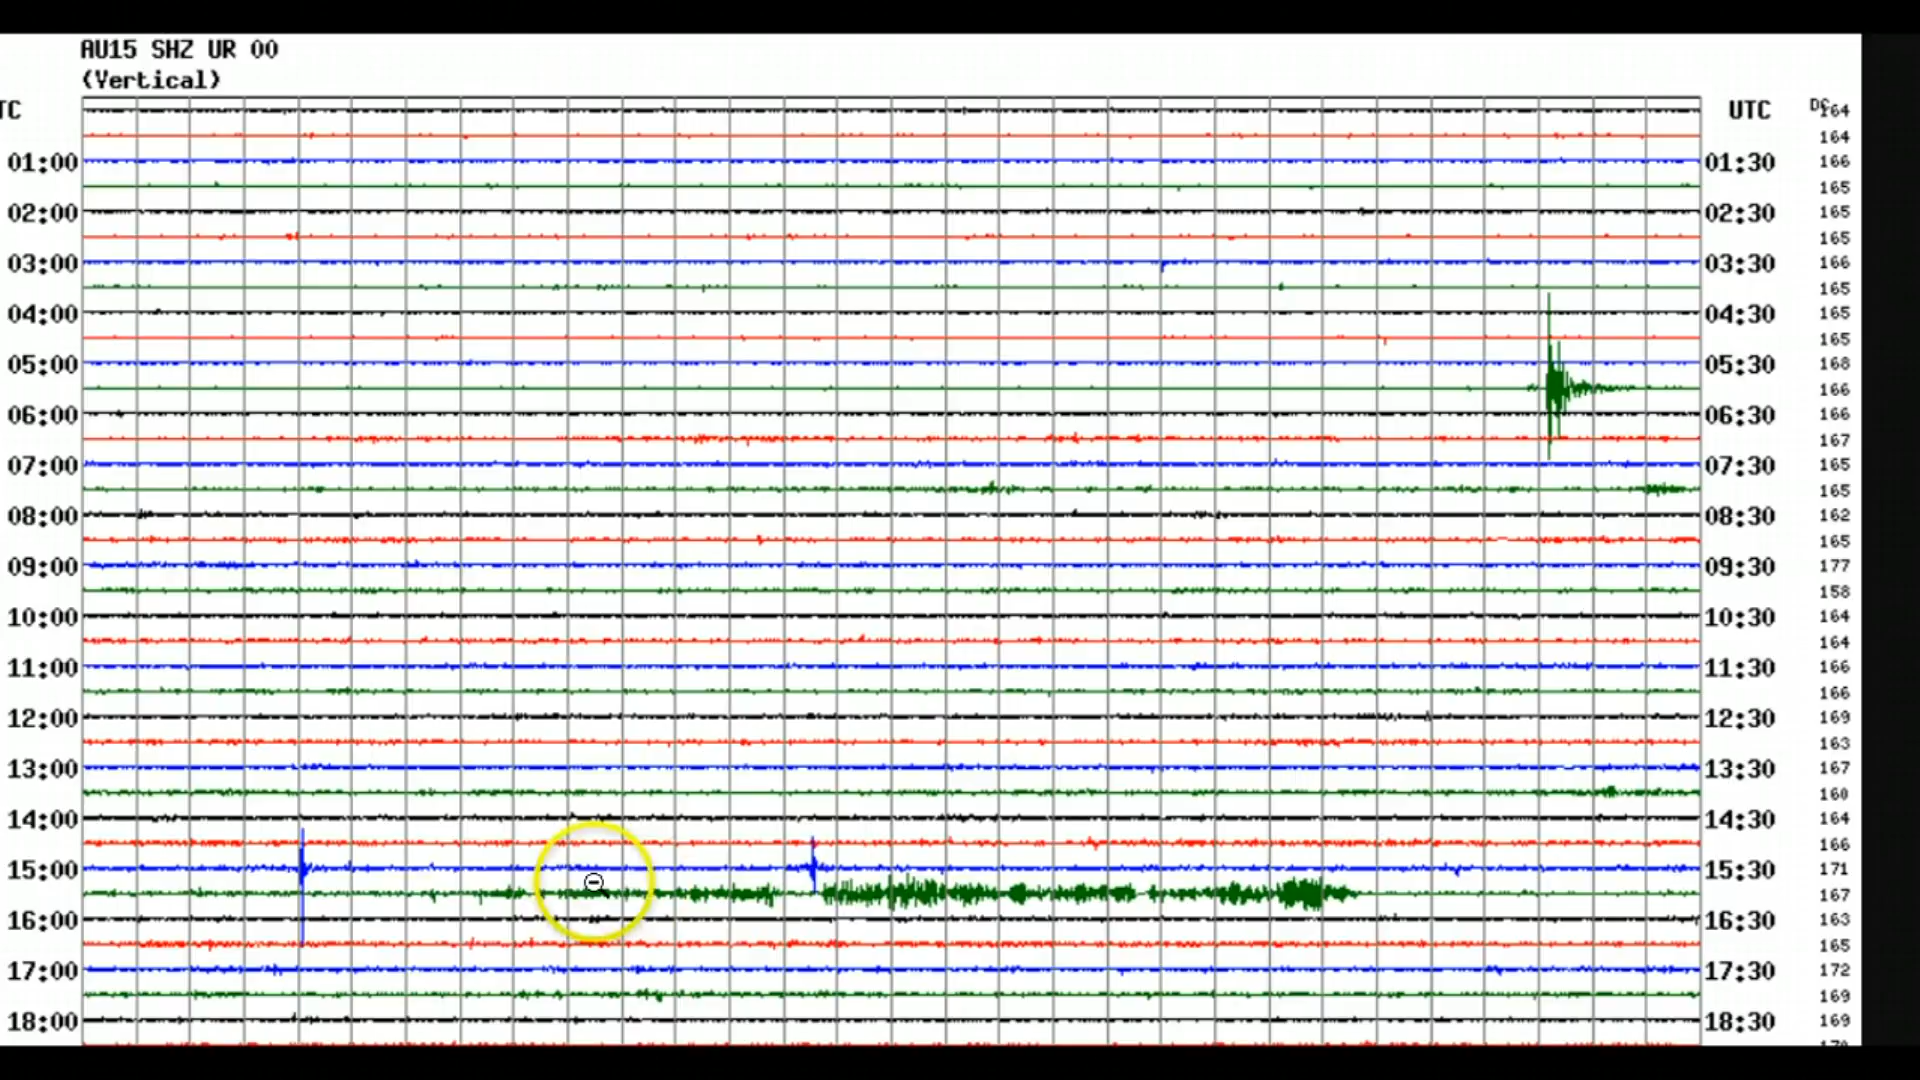 AU15 SHZ UR 00
(Vertical)
TC UTC
164
164
01:00 01:30 166
165
02:00 02:30 165
165
03:00 03:30 166
165
04:00 04:30 165
165
05:00 05:30 168
166
06:00 06:30 166
167
07:00 07:30 165
165
08:00 08:30 162
165
09:00 09:30 177
158
10:00 10:30 164
164
11:00 11:30 166
166
12:00 12:30 169
163
13:00 13:30 167
160
14:00 14:30 164
166
15:00 15:30 171
167
16:00 16:30 163
165
17:00 17:30 172
169
18:00 18:30 169